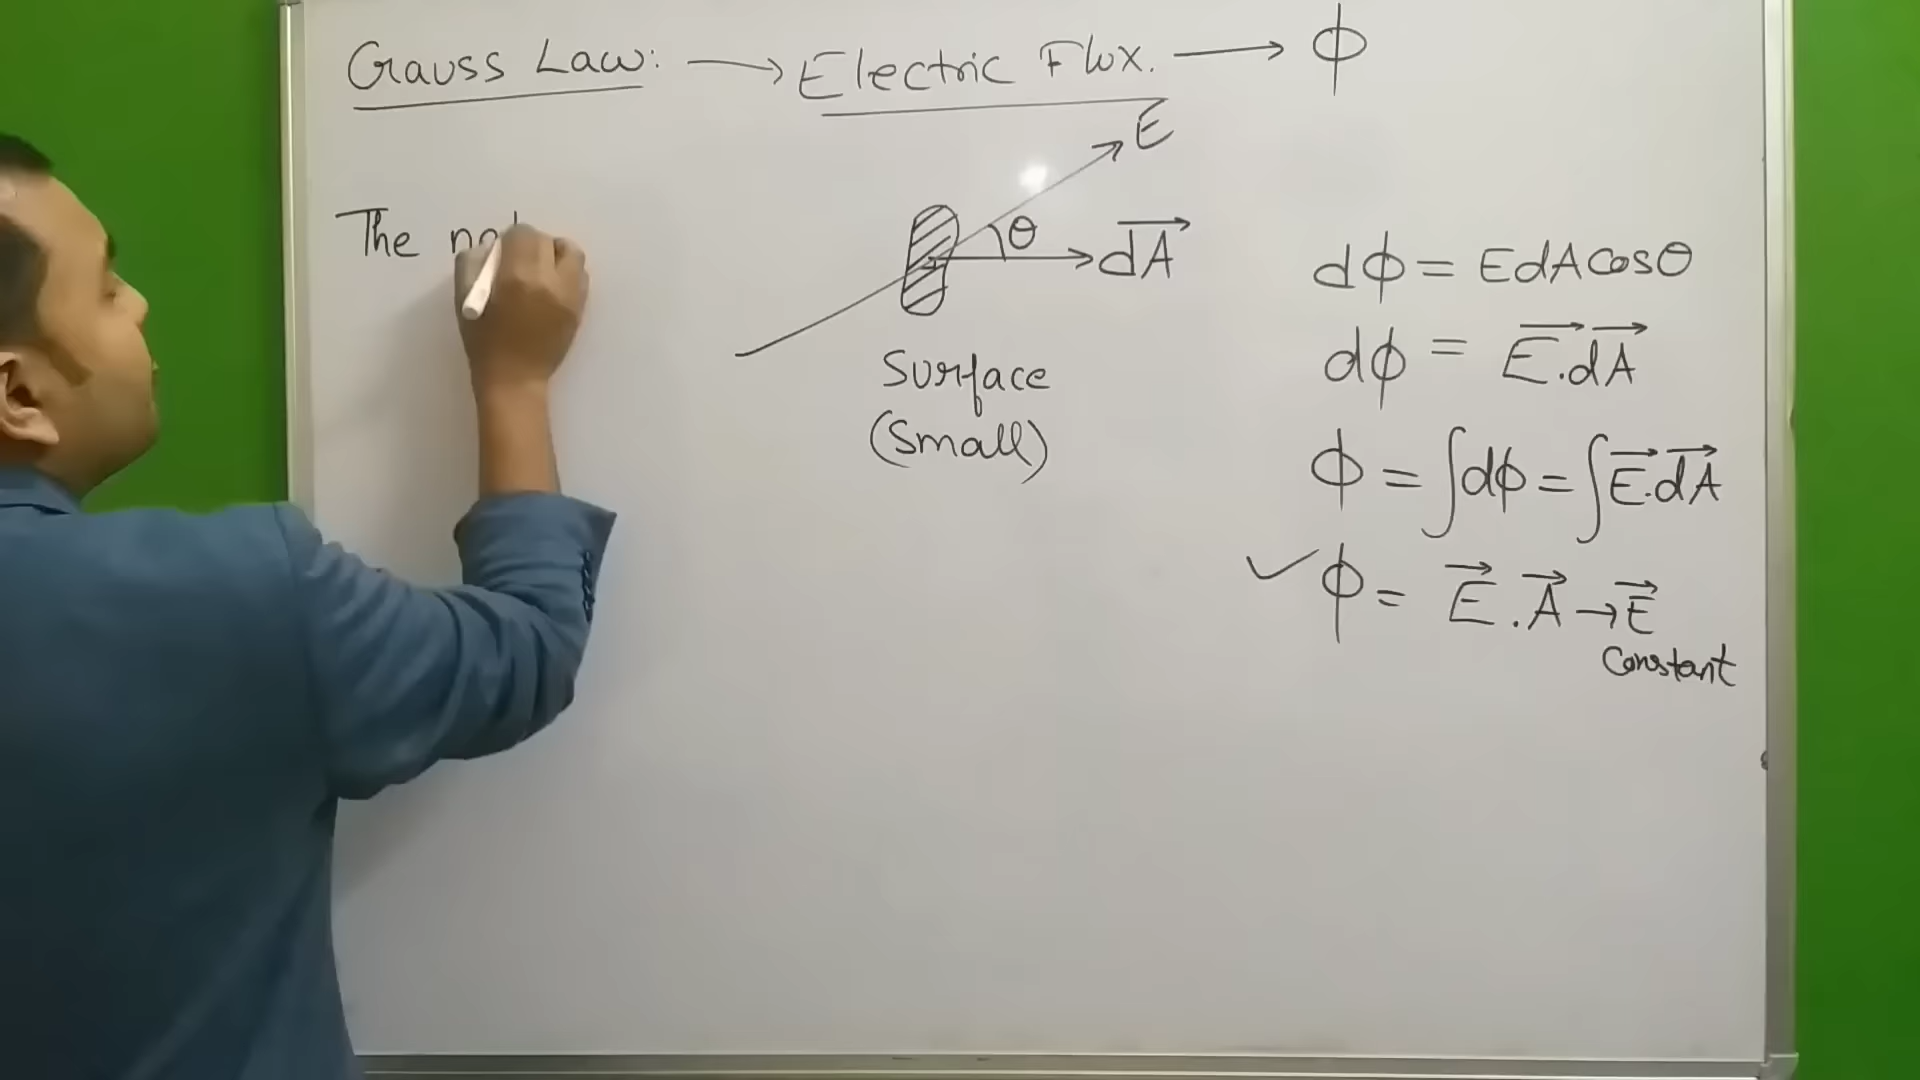 Gauss Law: → Electric Flux. → ϕ
E
The
θ
dA⃗
Surface
(small)
dϕ = EdAcosθ
dϕ = E⃗.dA⃗
ϕ = ∫dϕ = ∫E⃗.dA⃗
✓ ϕ = E⃗.A⃗ → E⃗
Constant